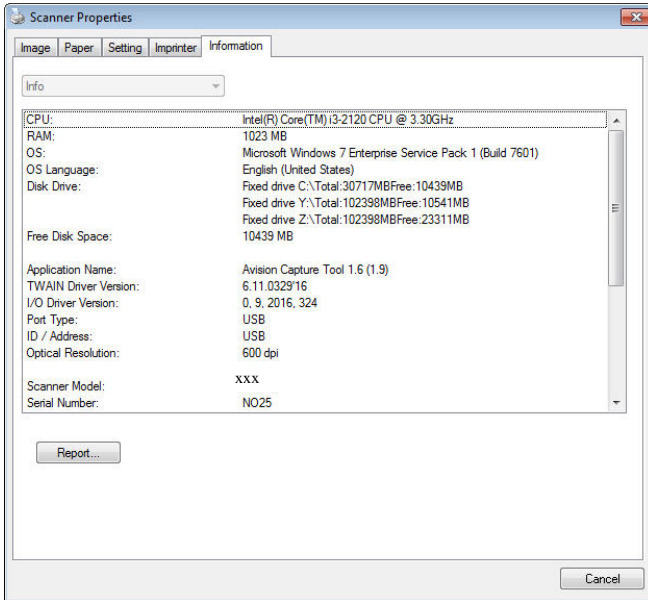 Scanner Properties
Image Paper Setting Imprinter Information
Info
CPU: Intel(R) Core(TM) i3-2120 CPU @ 3.30GHz
RAM: 1023 MB
OS: Microsoft Windows 7 Enterprise Service Pack 1 (Build 7601)
OS Language: English (United States)
Disk Drive: Fixed drive C:\Total:30717MBFree:10439MB
Fixed drive Y:\Total:102398MBFree:10541MB
Fixed drive Z:\Total:102398MBFree:23311MB
Free Disk Space: 10439 MB
Application Name: Avision Capture Tool 1.6 (1.9)
TWAIN Driver Version: 6.11.0329'16
I/O Driver Version: 0, 9, 2016, 324
Port Type: USB
ID / Address: USB
Optical Resolution: 600 dpi
Scanner Model: xxx
Serial Number: NO25
Report...
Cancel